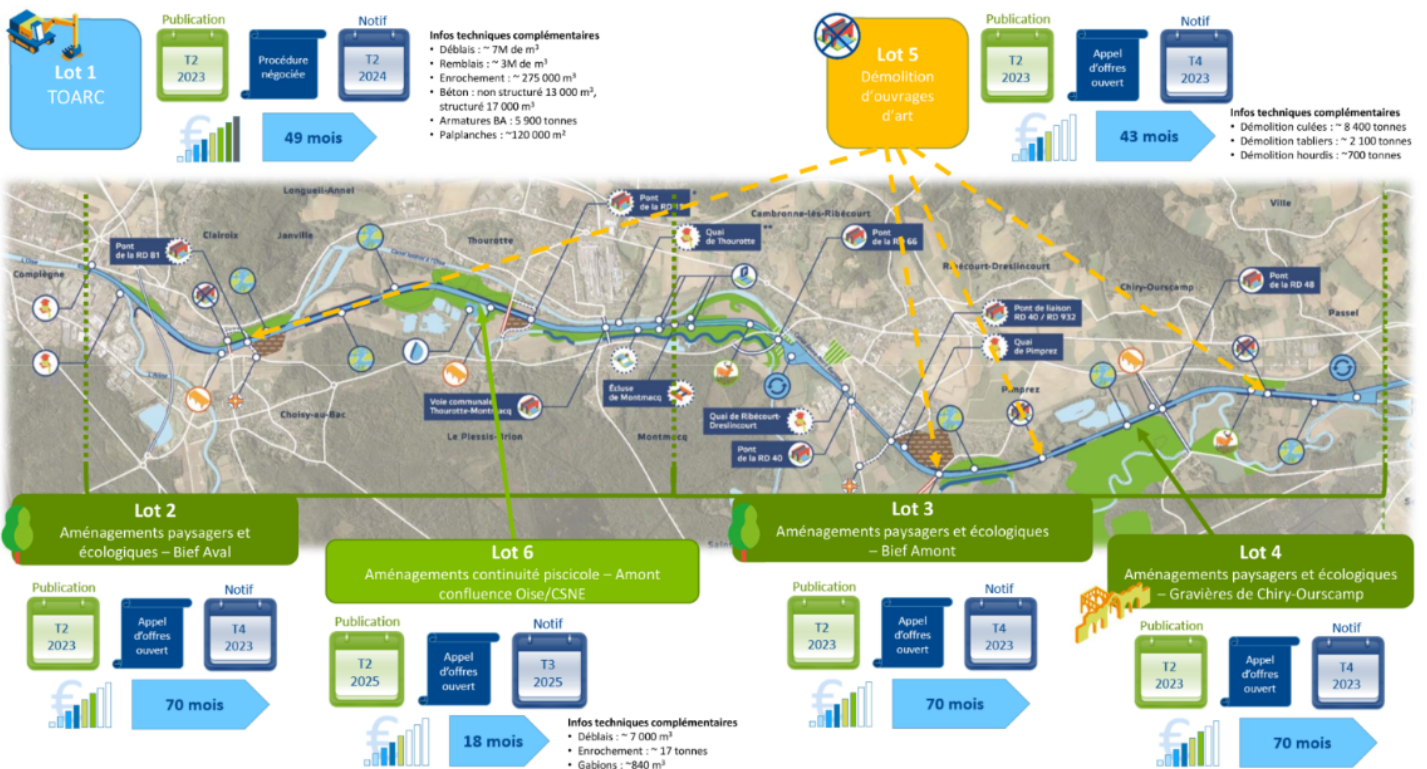 Lot 1
TOARC
Publication
T2
2023
Procédure
négociée
Notif
T2
2024
49 mois
Infos techniques complémentaires
• Déblais : ~ 7M de m³
• Remblais : ~ 3M de m³
• Enrochement : ~ 275 000 m³
• Béton : non structuré 13 000 m³,
structuré 17 000 m³
• Armatures BA : 5 900 tonnes
• Palplanches : ~120 000 m²
Lot 5
Démolition
d'ouvrages
d'art
Publication
T2
2023
Appel
d'offres
ouvert
Notif
T4
2023
43 mois
Infos techniques complémentaires
• Démolition culées : ~ 8 400 tonnes
• Démolition tabliers : ~ 2 100 tonnes
• Démolition hourdis : ~700 tonnes
Longueil-Annel
Clairoix
Janville
Thourotte
Cambronne-lès-Ribécourt
Ribécourt-Dreslincourt
Chiry-Ourscamp
Ville
Passel
Compiègne
Choisy-au-Bac
Le Plessis-Brion
Montmacq
Pimprez
L'Oise
Canal latéral à l'Oise
Pont
de la RD 81
Pont
de la RD 15
Quai
de Thourotte
Pont
de la RD 66
Pont de liaison
RD 40 / RD 932
Quai
de Pimprez
Pont
de la RD 48
Voie communale
Thourotte-Montmacq
Écluse
de Montmacq
Quai de Ribécourt-
Dreslincourt
Pont
de la RD 40
Lot 2
Aménagements paysagers et
écologiques – Bief Aval
Publication
T2
2023
Appel
d'offres
ouvert
Notif
T4
2023
70 mois
Lot 6
Aménagements continuité piscicole – Amont
confluence Oise/CSNE
Publication
T2
2025
Appel
d'offres
ouvert
Notif
T3
2025
18 mois
Infos techniques complémentaires
• Déblais : ~ 7 000 m³
• Enrochement : ~ 17 tonnes
• Gabions : ~840 m³
Lot 3
Aménagements paysagers et écologiques
– Bief Amont
Publication
T2
2023
Appel
d'offres
ouvert
Notif
T4
2023
70 mois
Lot 4
Aménagements paysagers et écologiques
– Gravières de Chiry-Ourscamp
Publication
T2
2023
Appel
d'offres
ouvert
Notif
T4
2023
70 mois